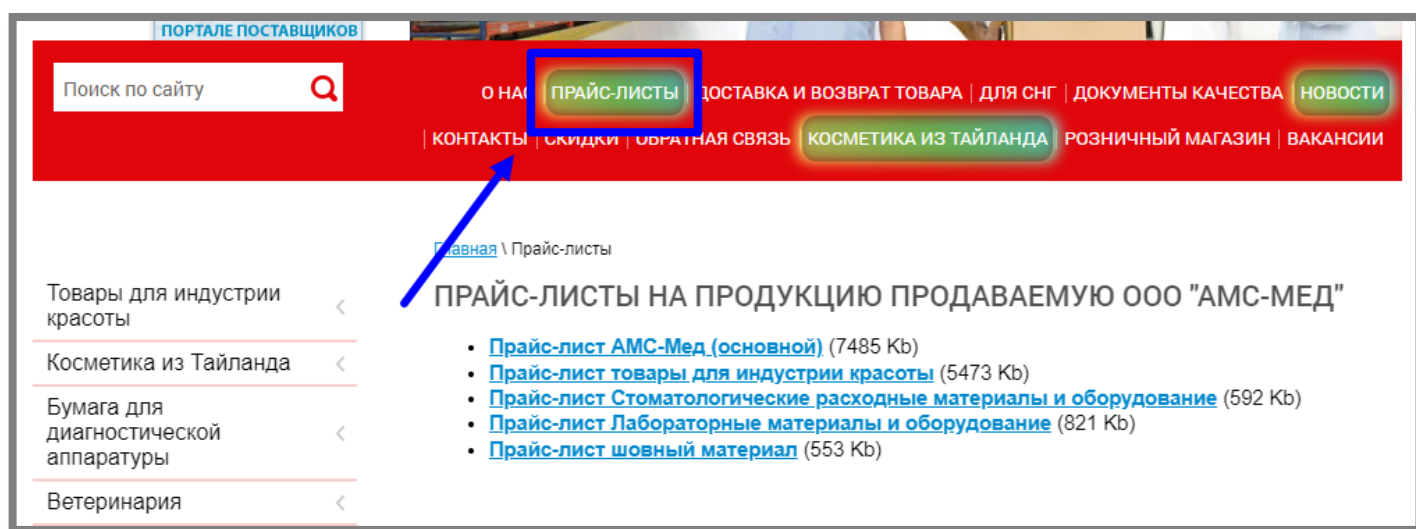 ПОРТАЛЕ ПОСТАВЩИКОВ
Поиск по сайту
О НАС | ПРАЙС-ЛИСТЫ | ДОСТАВКА И ВОЗВРАТ ТОВАРА | ДЛЯ СНГ | ДОКУМЕНТЫ КАЧЕСТВА | НОВОСТИ
| КОНТАКТЫ | СКИДКИ | ОБРАТНАЯ СВЯЗЬ | КОСМЕТИКА ИЗ ТАЙЛАНДА | РОЗНИЧНЫЙ МАГАЗИН | ВАКАНСИИ
Главная \ Прайс-листы
ПРАЙС-ЛИСТЫ НА ПРОДУКЦИЮ ПРОДАВАЕМУЮ ООО "АМС-МЕД"
• Прайс-лист АМС-Мед (основной) (7485 Kb)
• Прайс-лист товары для индустрии красоты (5473 Kb)
• Прайс-лист Стоматологические расходные материалы и оборудование (592 Kb)
• Прайс-лист Лабораторные материалы и оборудование (821 Kb)
• Прайс-лист шовный материал (553 Kb)
Товары для индустрии
красоты
Косметика из Тайланда
Бумага для
диагностической
аппаратуры
Ветеринария